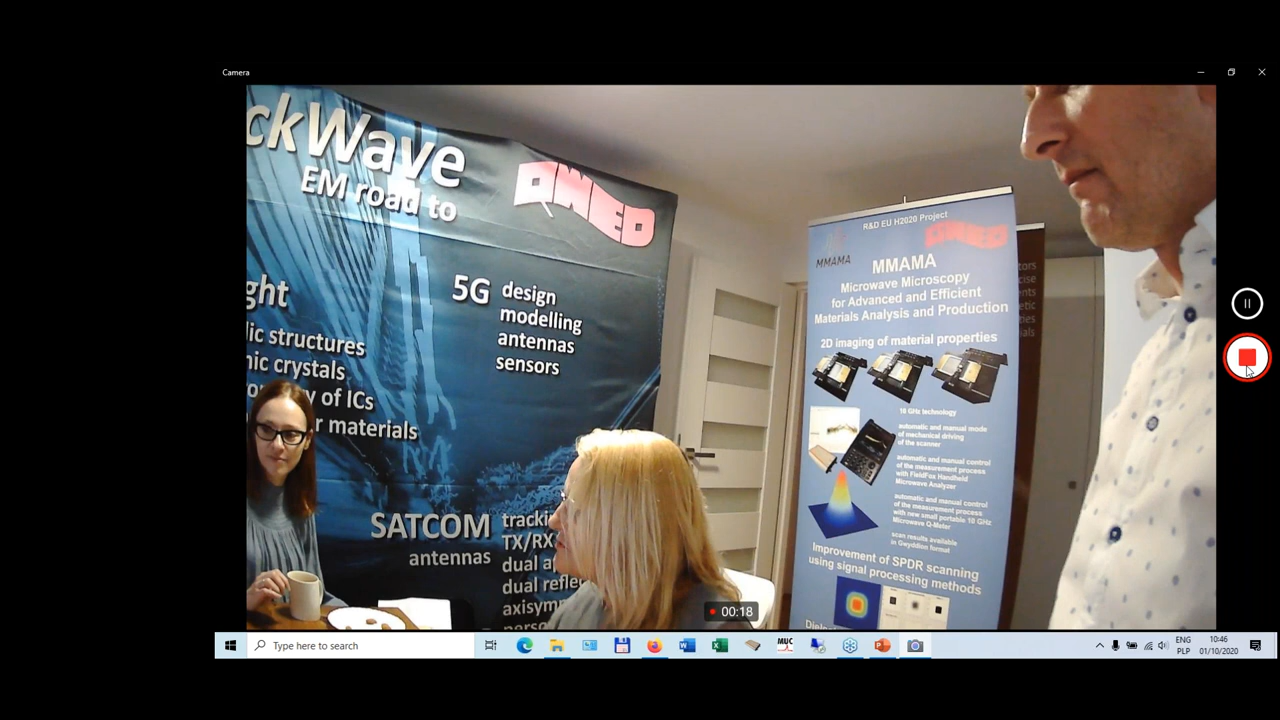 Camera
ckWave
EM road to
QWED
ght
lic structures
nic crystals
y of ICs
r materials
5G design
modelling
antennas
sensors
SATCOM
antennas
TX/RX
R&D EU H2020 Project
QWED
MMAMA
MMAMA
Microwave Microscopy
for Advanced and Efficient
Materials Analysis and Production
2D imaging of material properties
10 GHz technology
automatic and manual mode
of mechanical driving
of the scanner
automatic and manual control
of the measurement process
with FieldFox Handheld
Microwave Analyzer
automatic and manual control
of the measurement process
with new small portable 10 GHz
Microwave Q-Meter
scan results available
in Gwyddion format
Improvement of SPDR scanning
using signal processing methods
00:18
Type here to search
MUC
ENG
PLP
10:46
01/10/2020